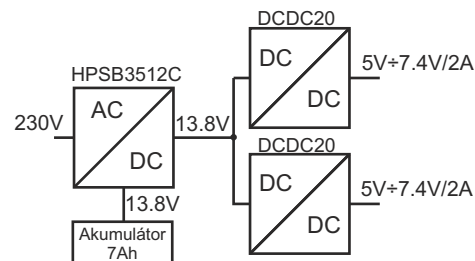 DCDC20
DC
DC
5V÷7.4V/2A
HPSB3512C
AC
DC
230V
13.8V
DCDC20
DC
DC
5V÷7.4V/2A
13.8V
Akumulátor
7Ah